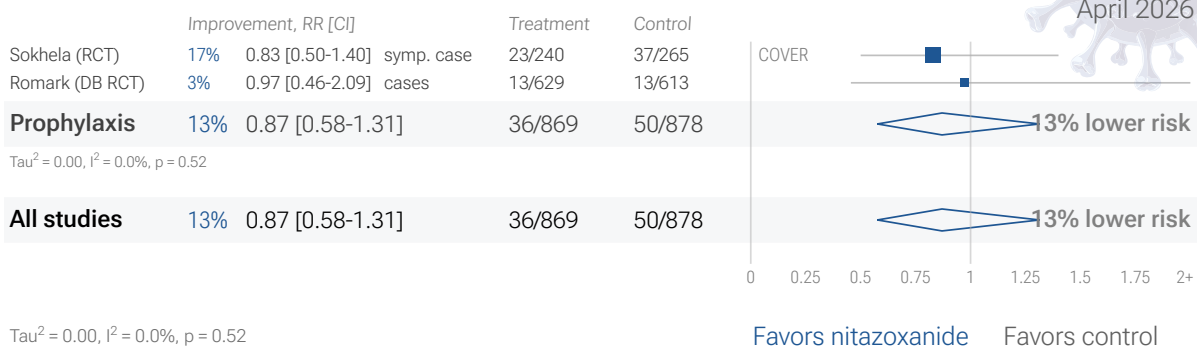 April 2026
Improvement, RR [CI] Treatment Control
Sokhela (RCT) 17% 0.83 [0.50-1.40] symp. case 23/240 37/265 COVER
Romark (DB RCT) 3% 0.97 [0.46-2.09] cases 13/629 13/613
Prophylaxis 13% 0.87 [0.58-1.31] 36/869 50/878 13% lower risk
Tau² = 0.00, I² = 0.0%, p = 0.52
All studies 13% 0.87 [0.58-1.31] 36/869 50/878 13% lower risk
0 0.25 0.5 0.75 1 1.25 1.5 1.75 2+
Tau² = 0.00, I² = 0.0%, p = 0.52 Favors nitazoxanide Favors control